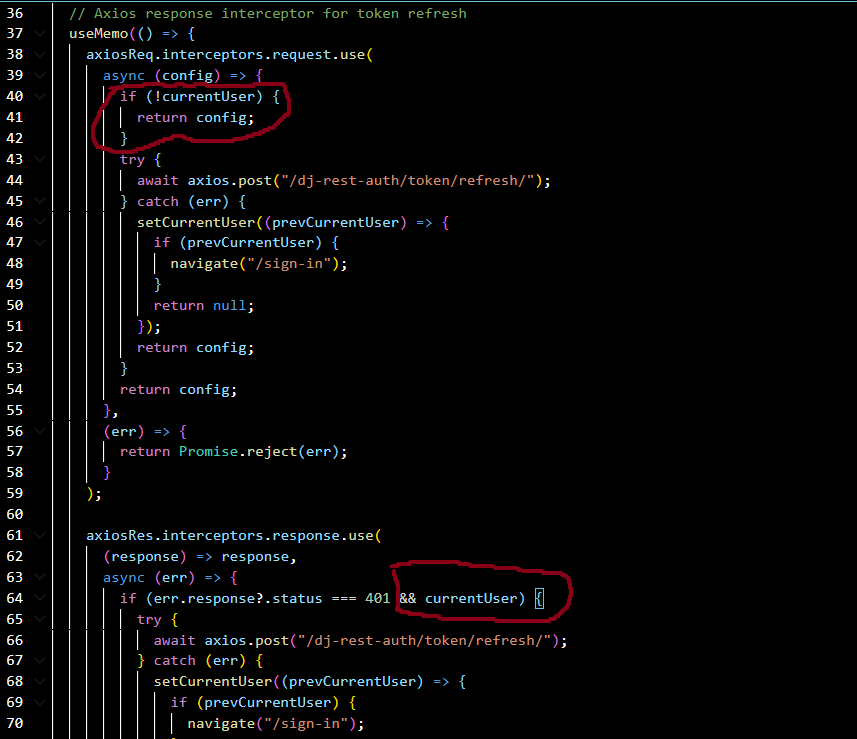 36 // Axios response interceptor for token refresh
37 useMemo(() => {
38 axiosReq.interceptors.request.use(
39 async (config) => {
40 if (!currentUser) {
41 return config;
42 }
43 try {
44 await axios.post("/dj-rest-auth/token/refresh/");
45 } catch (err) {
46 setCurrentUser((prevCurrentUser) => {
47 if (prevCurrentUser) {
48 navigate("/sign-in");
49 }
50 return null;
51 });
52 return config;
53 }
54 return config;
55 },
56 (err) => {
57 return Promise.reject(err);
58 }
59 );
60
61 axiosRes.interceptors.response.use(
62 (response) => response,
63 async (err) => {
64 if (err.response?.status === 401 && currentUser) {
65 try {
66 await axios.post("/dj-rest-auth/token/refresh/");
67 } catch (err) {
68 setCurrentUser((prevCurrentUser) => {
69 if (prevCurrentUser) {
70 navigate("/sign-in");